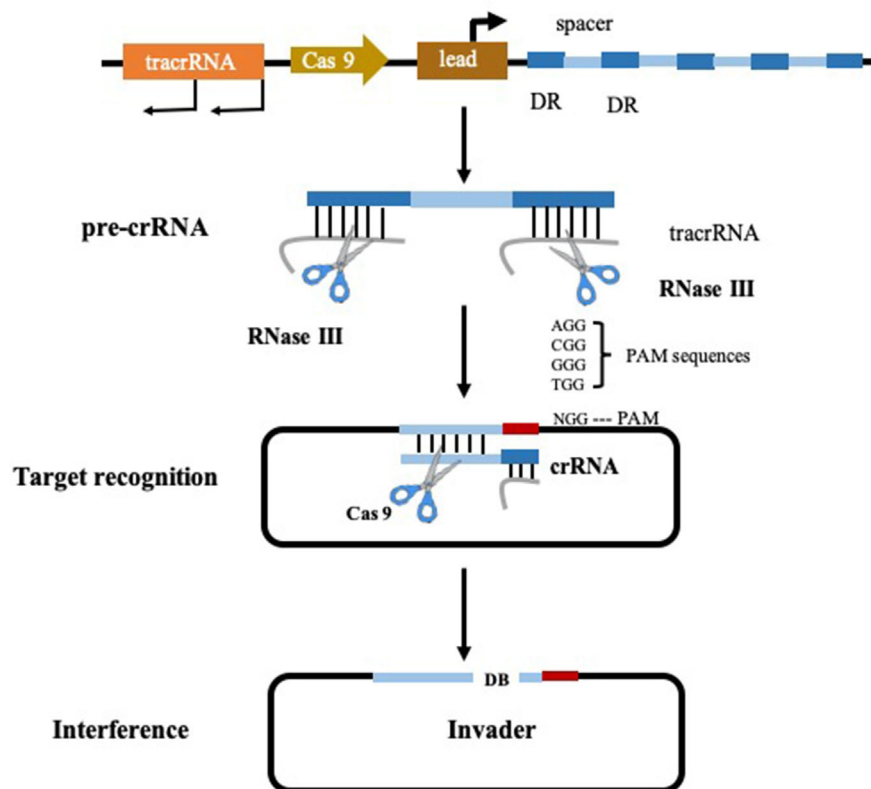 spacer
tracrRNA
Cas 9
lead
DR
DR
pre-crRNA
tracrRNA
RNase III
RNase III
AGG
CGG
GGG
TGG
PAM sequences
NGG --- PAM
Target recognition
crRNA
Cas 9
DB
Interference
Invader